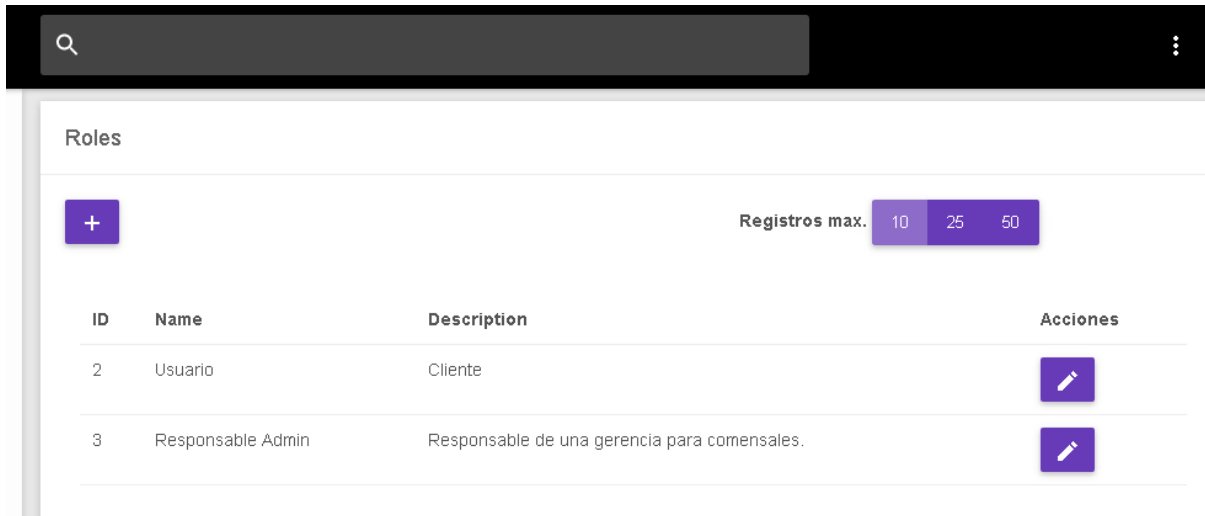 Roles
Registros max. 10 25 50
ID Name Description Acciones
2 Usuario Cliente
3 Responsable Admin Responsable de una gerencia para comensales.